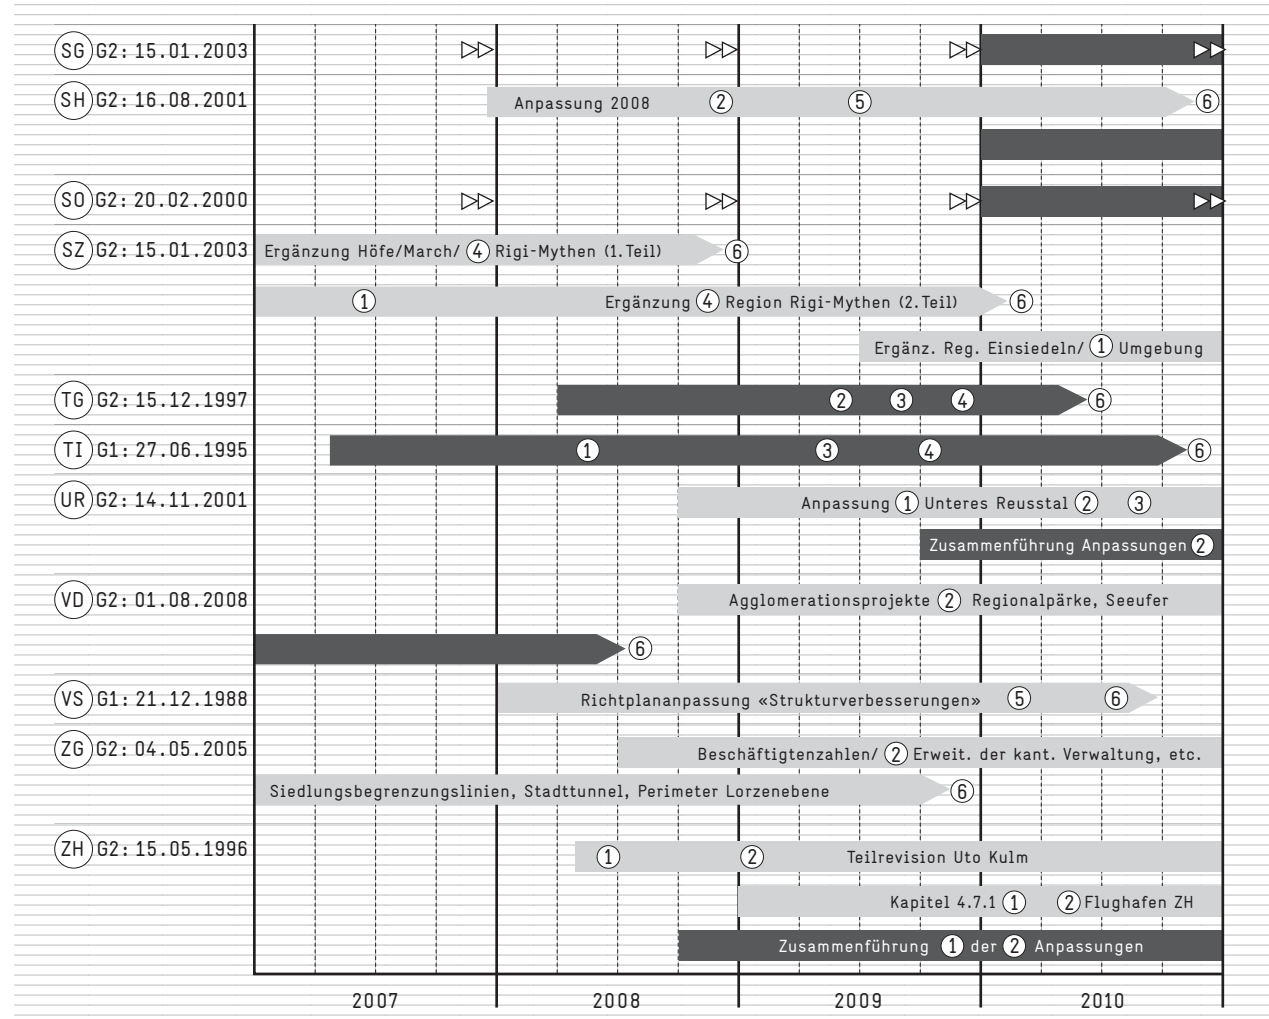 SG G2: 15.01.2003
SH G2: 16.08.2001 Anpassung 2008 2 5 6
SO G2: 20.02.2000
SZ G2: 15.01.2003 Ergänzung Höfe/March/ 4 Rigi-Mythen (1.Teil) 6
1 Ergänzung 4 Region Rigi-Mythen (2.Teil) 6
Ergänz. Reg. Einsiedeln/ 1 Umgebung
TG G2: 15.12.1997 2 3 4 6
TI G1: 27.06.1995 1 3 4 6
UR G2: 14.11.2001 Anpassung 1 Unteres Reusstal 2 3
Zusammenführung Anpassungen 2
VD G2: 01.08.2008 Agglomerationsprojekte 2 Regionalpärke, Seeufer
6
VS G1: 21.12.1988 Richtplananpassung «Strukturverbesserungen» 5 6
ZG G2: 04.05.2005 Beschäftigtenzahlen/ 2 Erweit. der kant. Verwaltung, etc.
Siedlungsbegrenzungslinien, Stadttunnel, Perimeter Lorzenebene 6
ZH G2: 15.05.1996 1 2 Teilrevision Uto Kulm
Kapitel 4.7.1 1 2 Flughafen ZH
Zusammenführung 1 der 2 Anpassungen
2007 2008 2009 2010